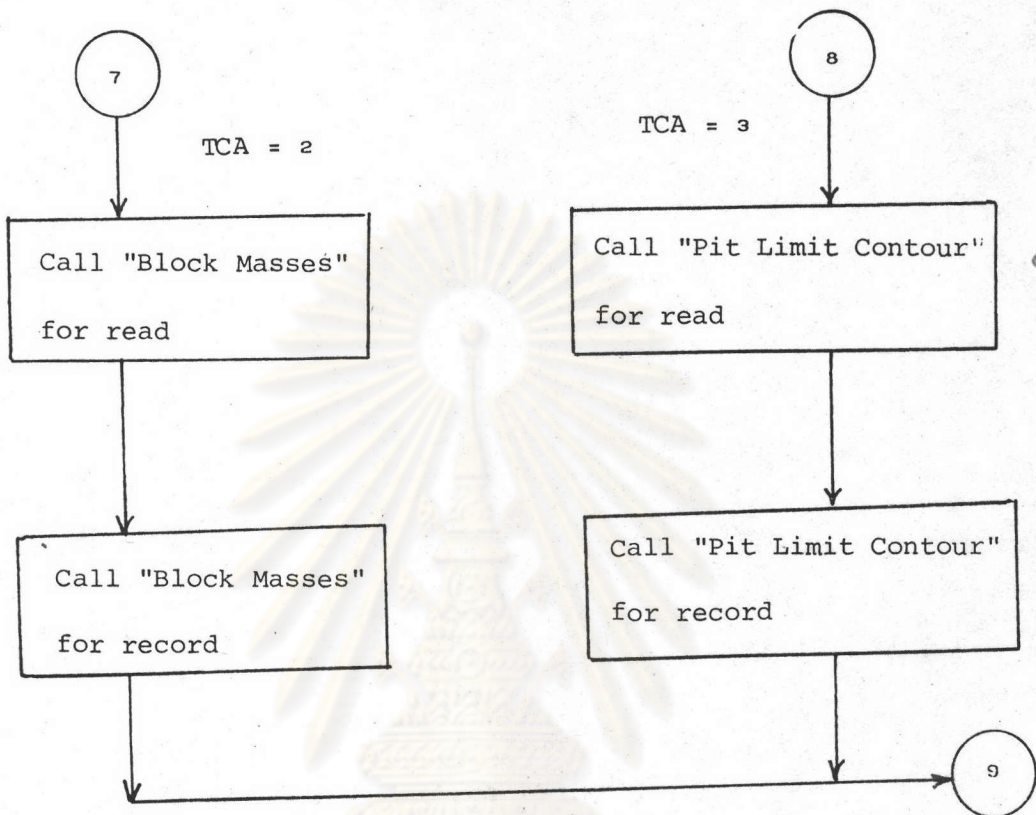 7
TCA = 2
Call "Block Masses"
for read
Call "Block Masses"
for record
8
TCA = 3
Call "Pit Limit Contour"
for read
Call "Pit Limit Contour"
for record
9